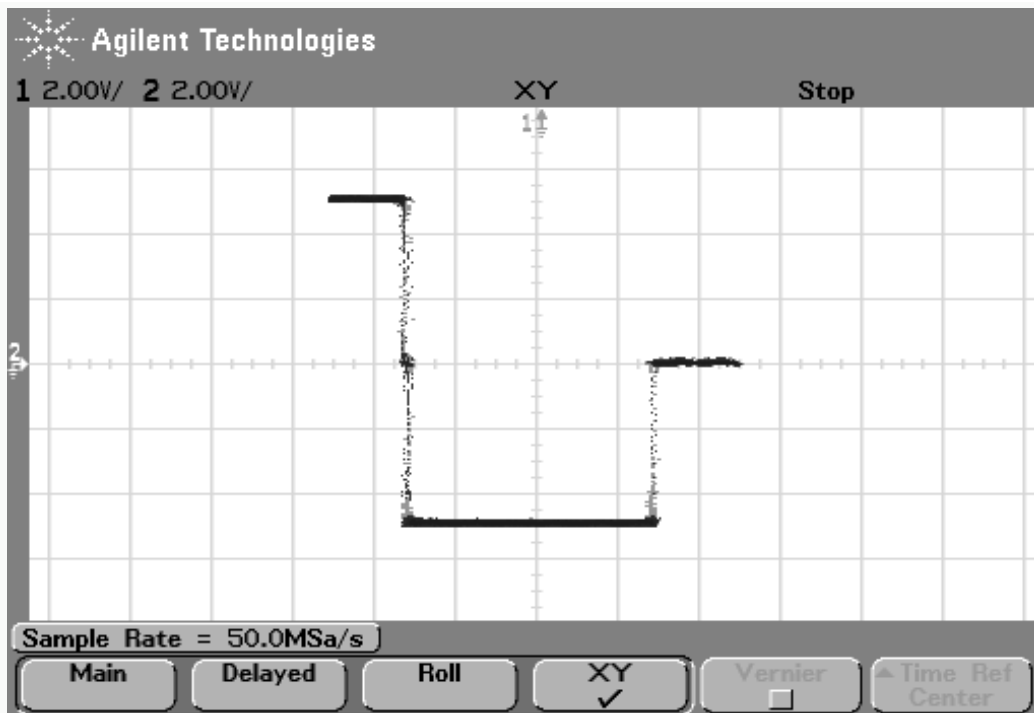 Agilent Technologies
1 2.00V/ 2 2.00V/ XY Stop
2
Sample Rate = 50.0MSa/s
Main Delayed Roll XY Vernier Time Ref Center